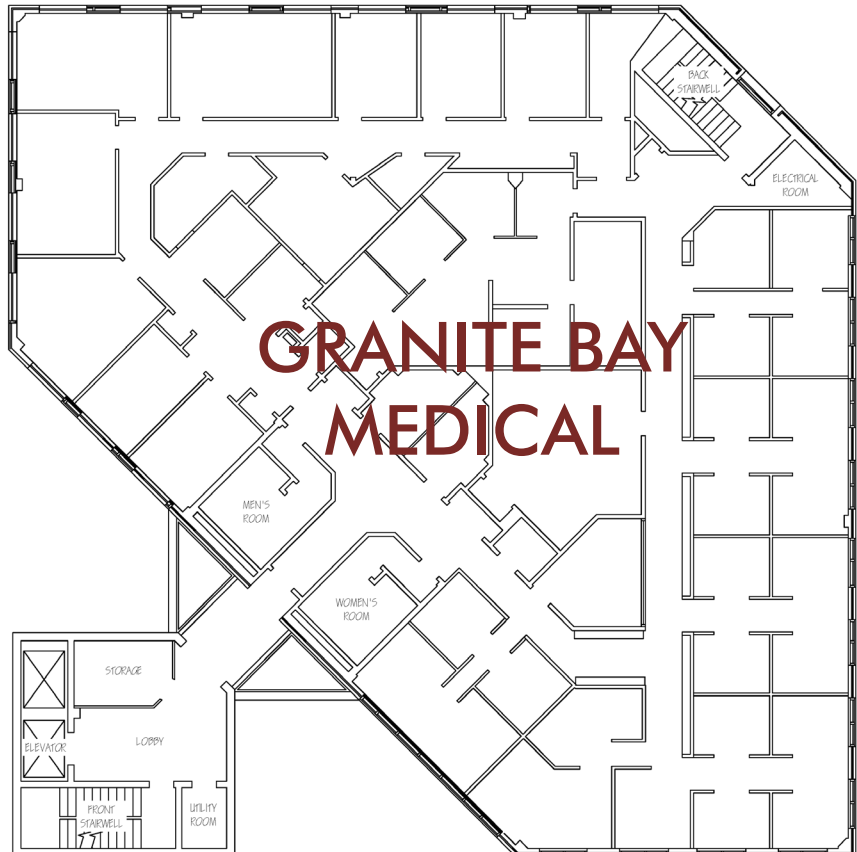 BACK
STAIRWELL
ELECTRICAL
ROOM
GRANITE BAY
MEDICAL
MEN'S
ROOM
WOMEN'S
ROOM
STORAGE
LOBBY
ELEVATOR
FRONT
STAIRWELL
UTILITY
ROOM